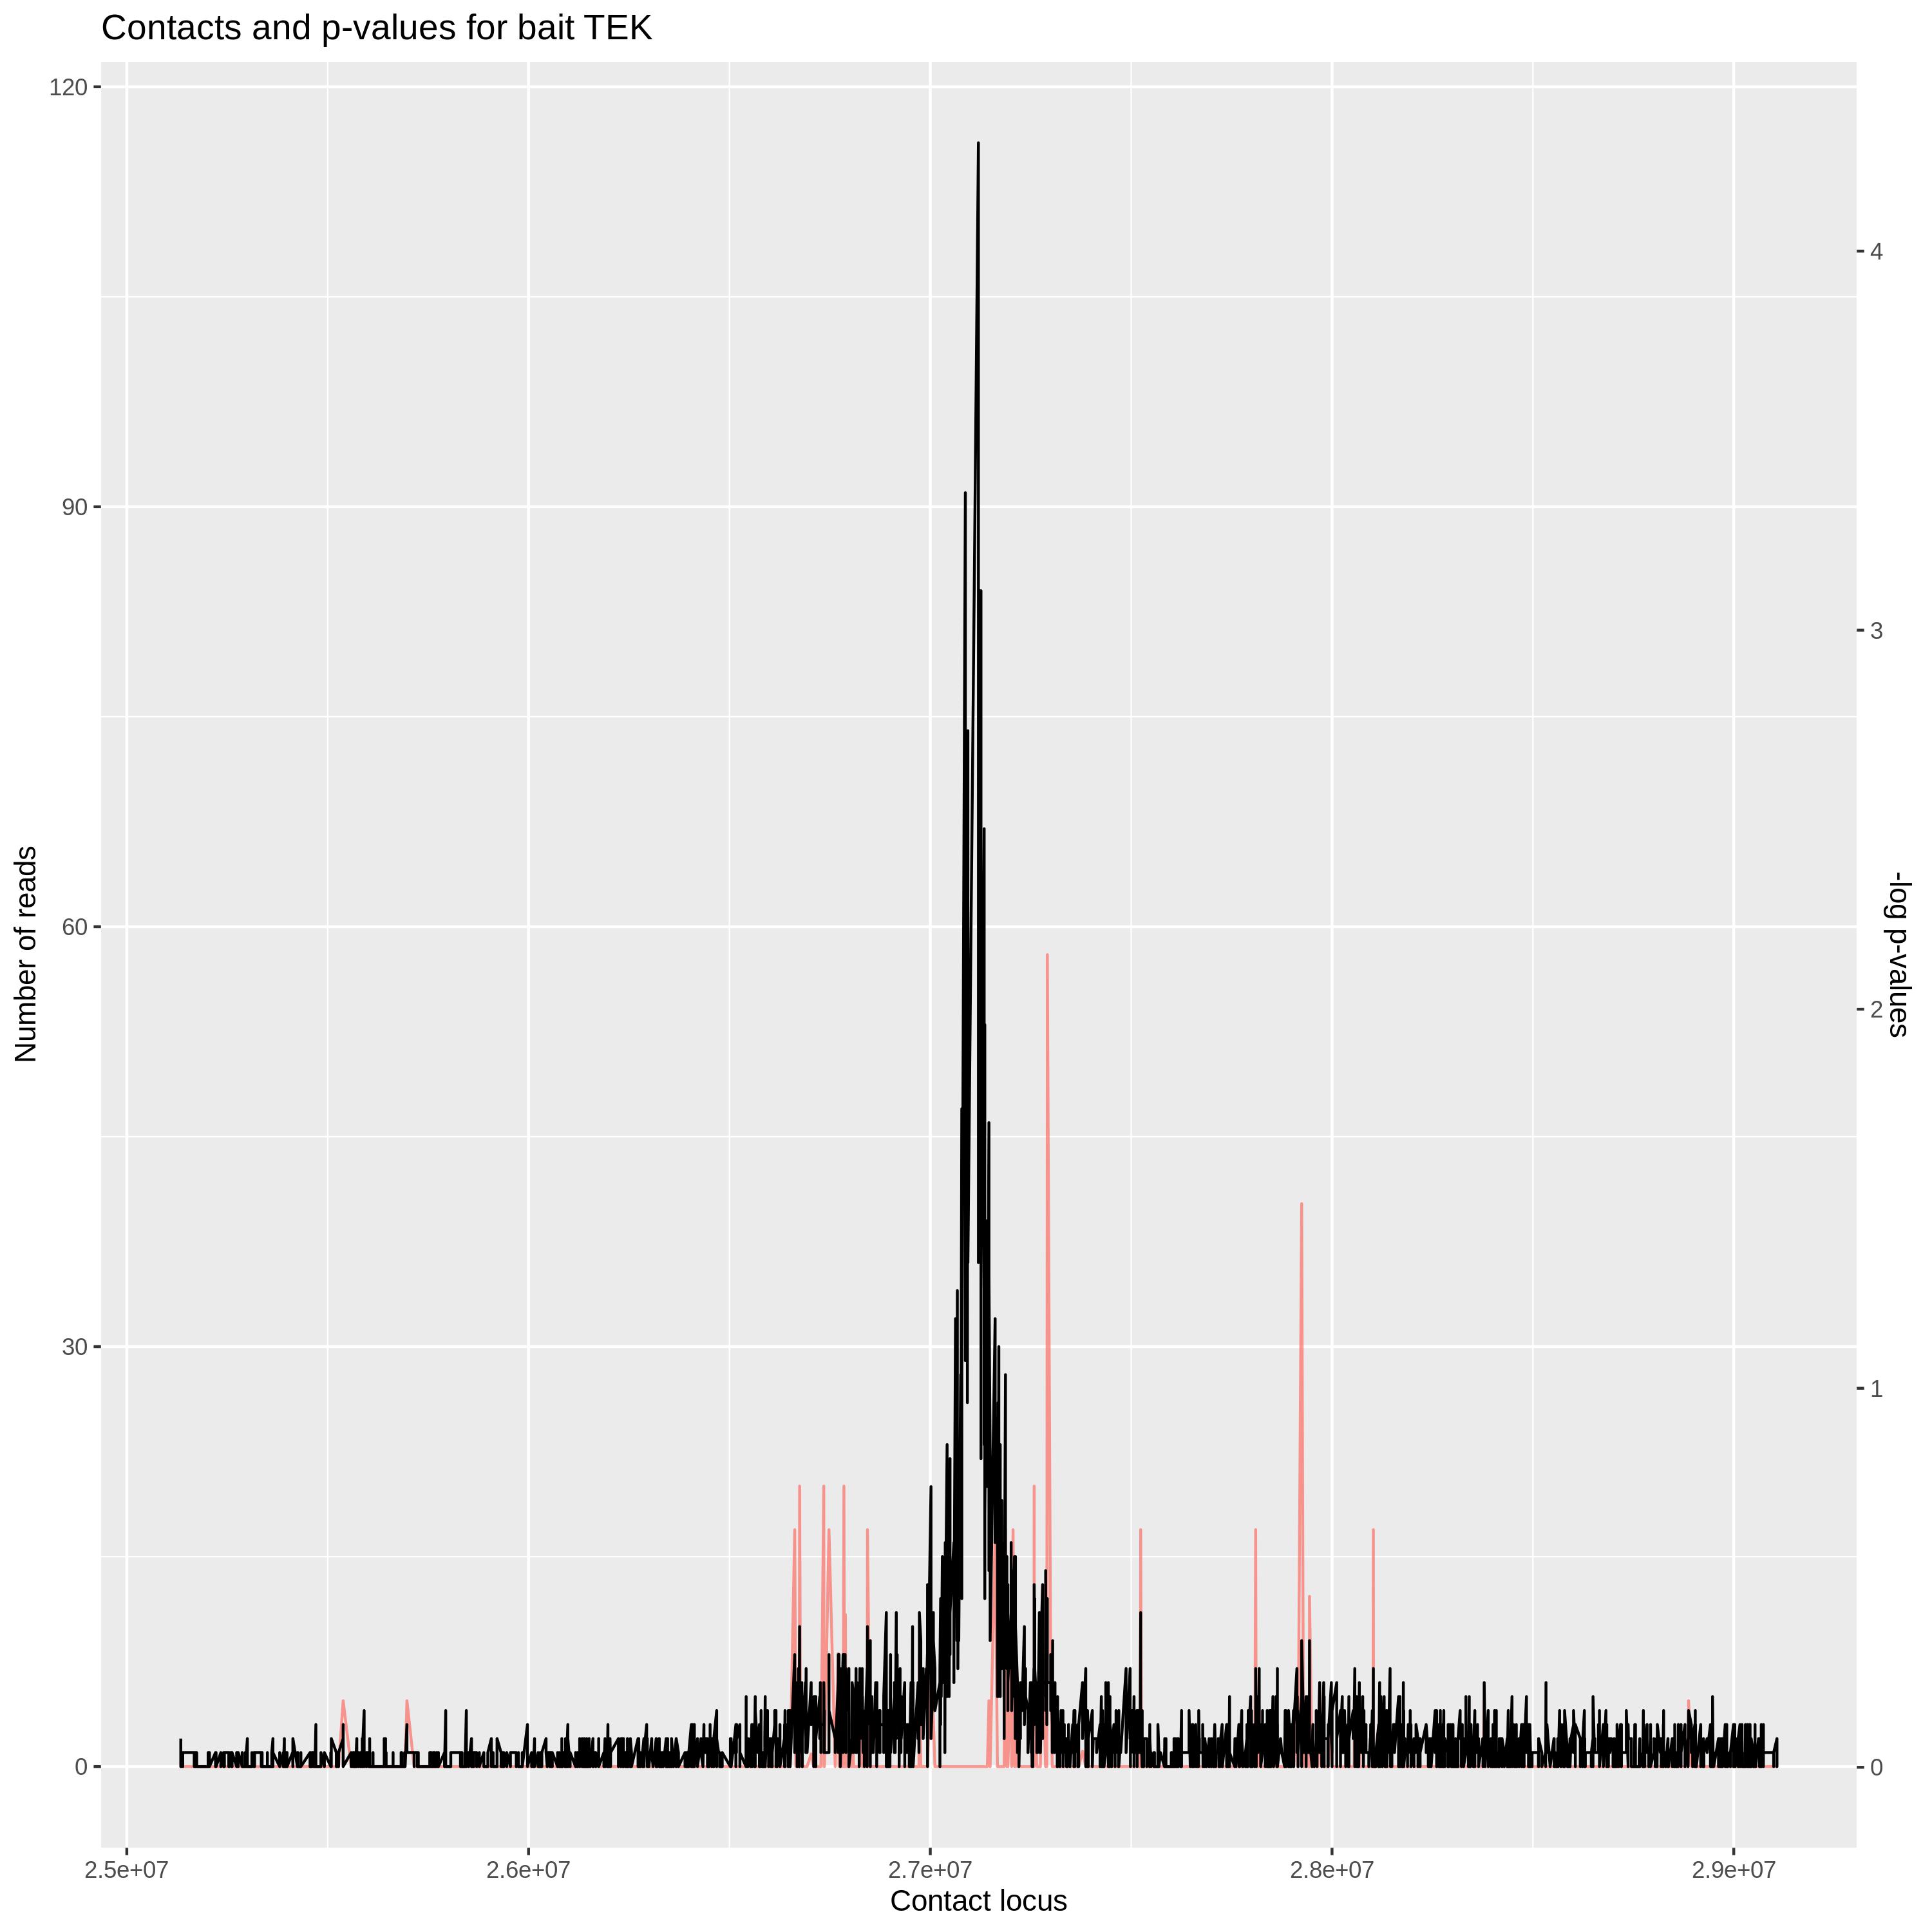 Contacts and p-values for bait TEK
120
90
60
30
0
Number of reads
4
3
2
1
0
-log p-values
2.5e+07 2.6e+07 2.7e+07 2.8e+07 2.9e+07
Contact locus